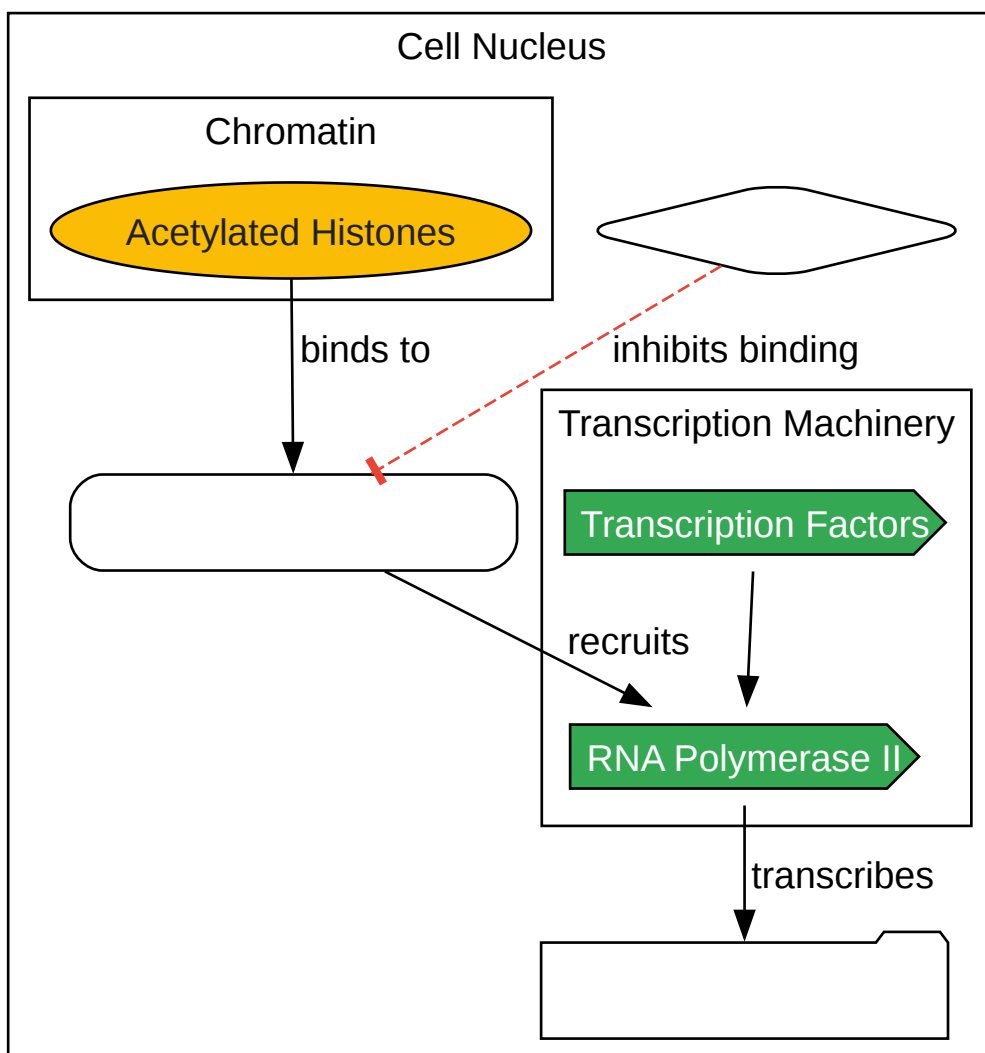 Cell Nucleus
Chromatin
Acetylated Histones
binds to
inhibits binding
Transcription Machinery
Transcription Factors
recruits
RNA Polymerase II
transcribes